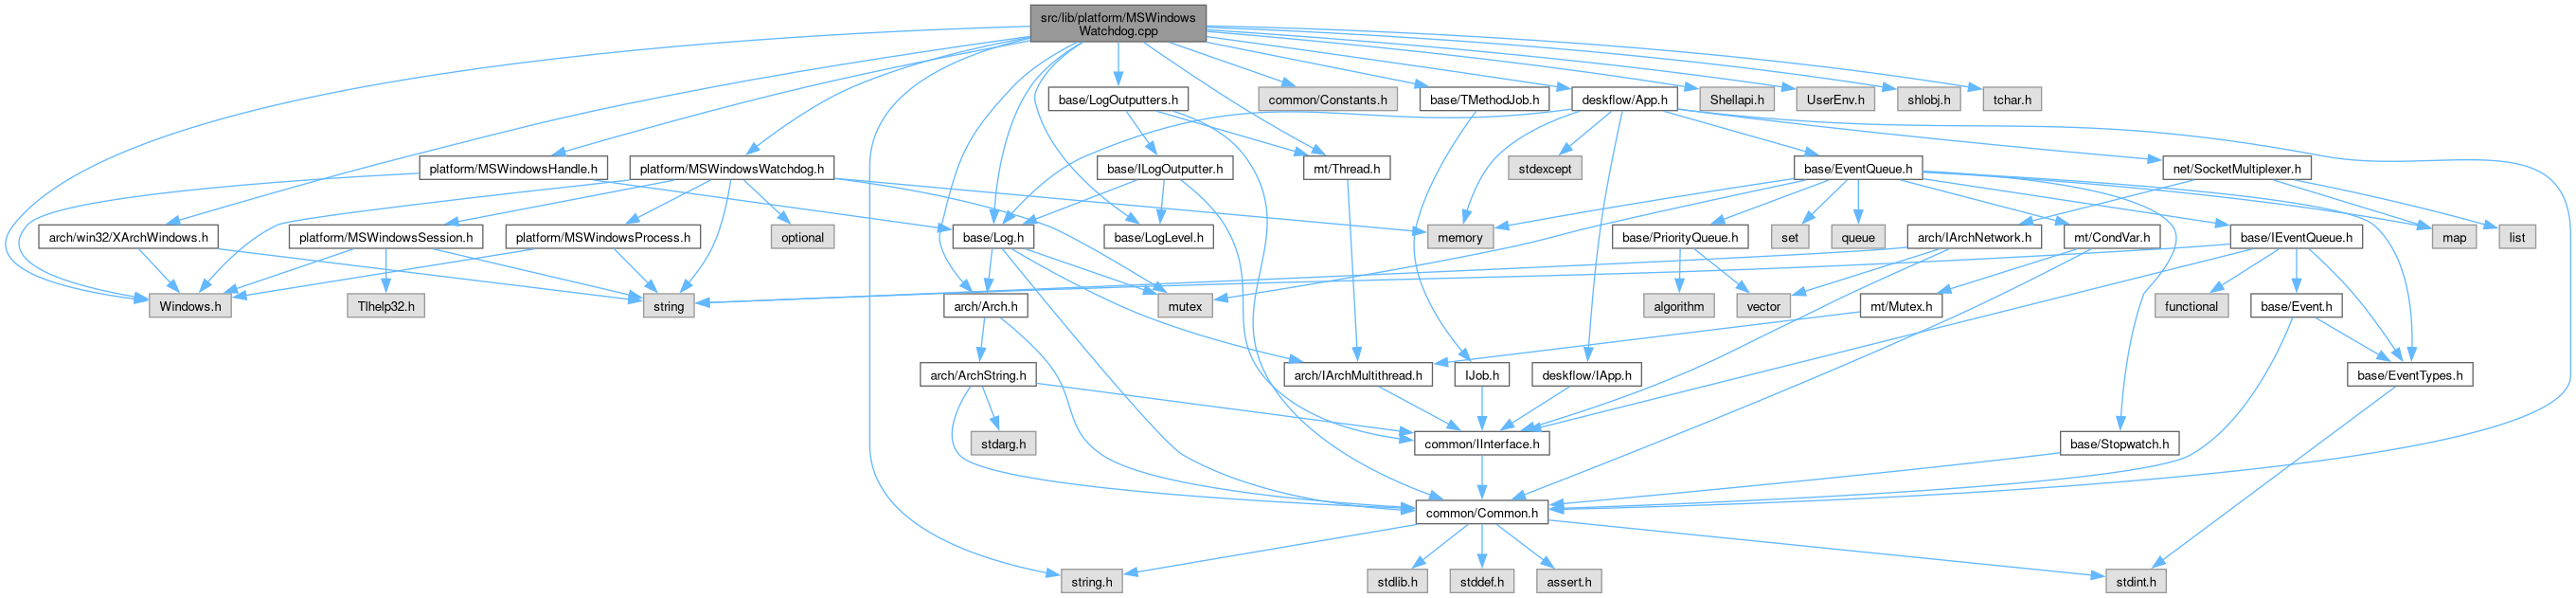 src/lib/platform/MSWindows
Watchdog.cpp
base/LogOutputters.h
common/Constants.h
base/TMethodJob.h
deskflow/App.h
Shellapi.h
UserEnv.h
shlobj.h
tchar.h
platform/MSWindowsHandle.h
platform/MSWindowsWatchdog.h
base/ILogOutputter.h
mt/Thread.h
stdexcept
base/EventQueue.h
net/SocketMultiplexer.h
arch/win32/XArchWindows.h
platform/MSWindowsSession.h
platform/MSWindowsProcess.h
optional
base/Log.h
base/LogLevel.h
memory
base/PriorityQueue.h
set
queue
arch/IArchNetwork.h
mt/CondVar.h
base/IEventQueue.h
map
list
Windows.h
Tlhelp32.h
string
arch/Arch.h
mutex
algorithm
vector
mt/Mutex.h
functional
base/Event.h
arch/ArchString.h
arch/IArchMultithread.h
IJob.h
deskflow/IApp.h
base/EventTypes.h
stdarg.h
common/IInterface.h
base/Stopwatch.h
common/Common.h
string.h
stdlib.h
stddef.h
assert.h
stdint.h